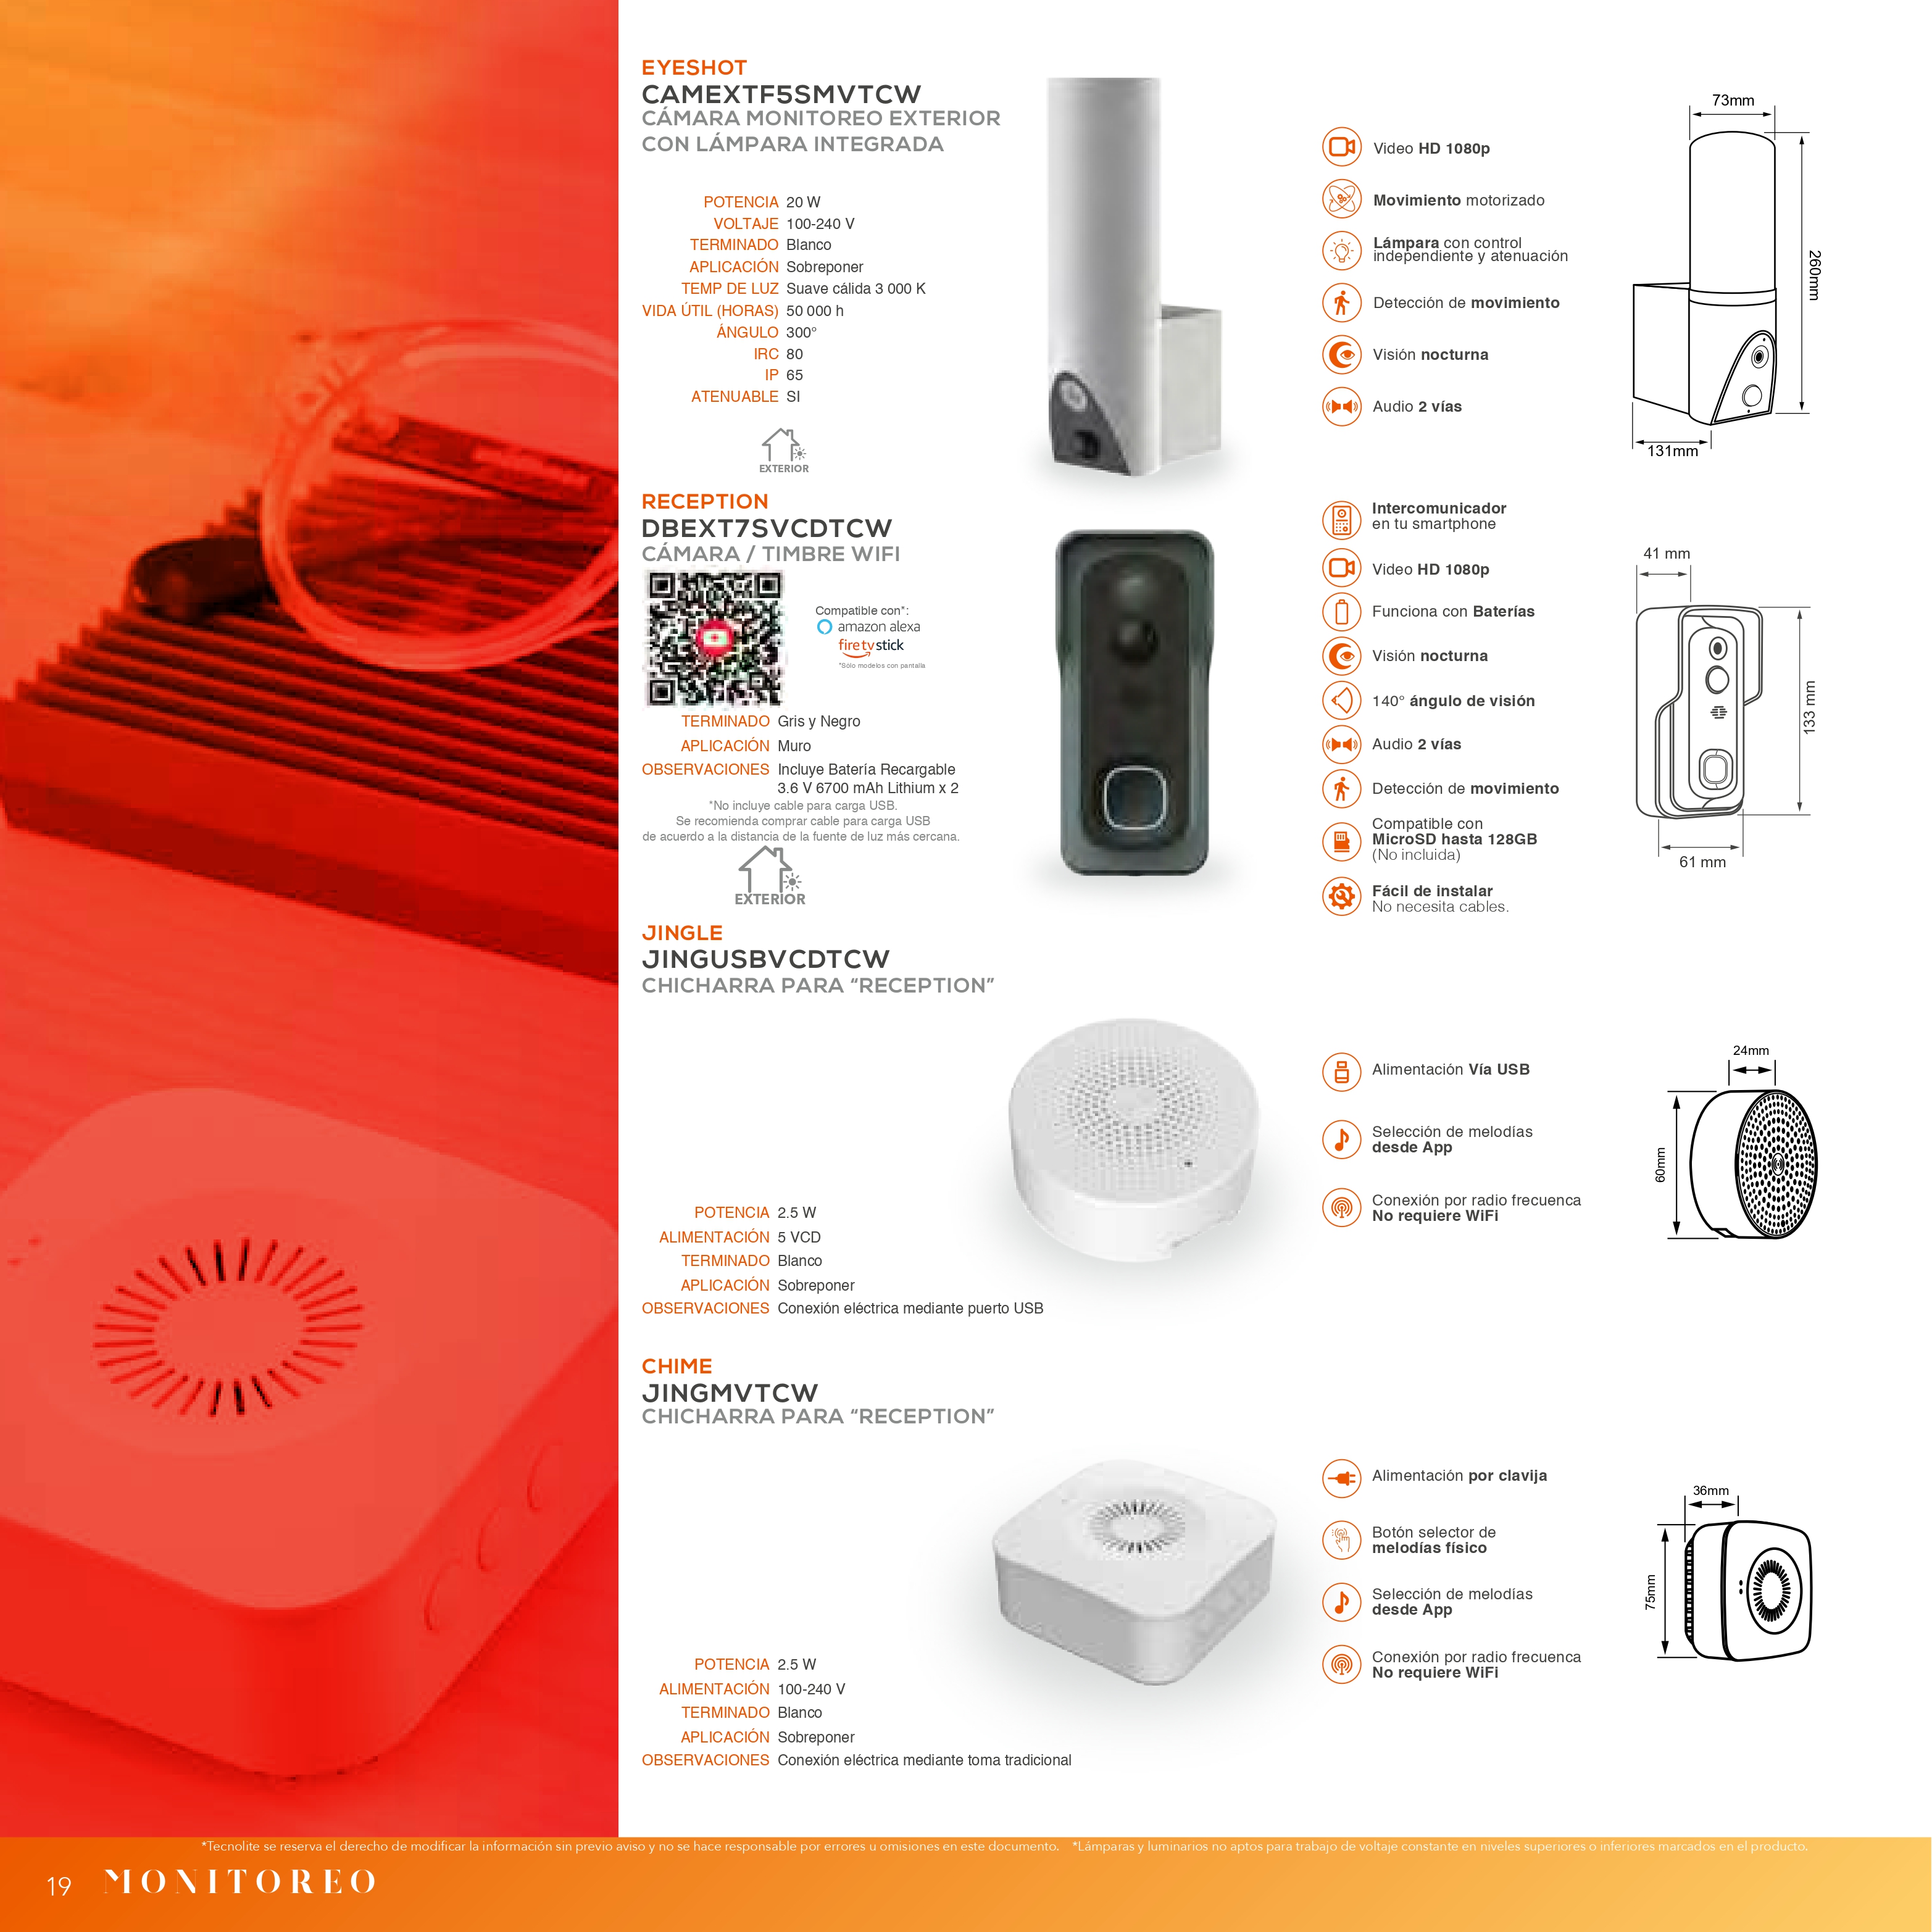 EYESHOT
CAMEXTF5SMVTCW
CÁMARA MONITOREO EXTERIOR
CON LÁMPARA INTEGRADA
POTENCIA 20 W
VOLTAJE 100-240 V
TERMINADO Blanco
APLICACIÓN Sobreponer
TEMP DE LUZ Suave cálida 3 000 K
VIDA ÚTIL (HORAS) 50 000 h
ÁNGULO 300°
IRC 80
IP 65
ATENUABLE SI
EXTERIOR
Video HD 1080p
Movimiento motorizado
Lámpara con control
independiente y atenuación
Detección de movimiento
Visión nocturna
Audio 2 vías
73mm
260mm
131mm
RECEPTION
DBEXT7SVCDTCW
CÁMARA / TIMBRE WIFI
Compatible con*:
amazon alexa
fire tv stick
*Sólo modelos con pantalla
TERMINADO Gris y Negro
APLICACIÓN Muro
OBSERVACIONES Incluye Batería Recargable
3.6 V 6700 mAh Lithium x 2
*No incluye cable para carga USB.
Se recomienda comprar cable para carga USB
de acuerdo a la distancia de la fuente de luz más cercana.
EXTERIOR
Intercomunicador
en tu smartphone
Video HD 1080p
Funciona con Baterías
Visión nocturna
140° ángulo de visión
Audio 2 vías
Detección de movimiento
Compatible con
MicroSD hasta 128GB
(No incluida)
Fácil de instalar
No necesita cables.
41 mm
133 mm
61 mm
JINGLE
JINGUSBVCDTCW
CHICHARRA PARA “RECEPTION”
POTENCIA 2.5 W
ALIMENTACIÓN 5 VCD
TERMINADO Blanco
APLICACIÓN Sobreponer
OBSERVACIONES Conexión eléctrica mediante puerto USB
Alimentación Vía USB
Selección de melodías
desde App
Conexión por radio frecuenca
No requiere WiFi
24mm
60mm
CHIME
JINGMVTCW
CHICHARRA PARA “RECEPTION”
POTENCIA 2.5 W
ALIMENTACIÓN 100-240 V
TERMINADO Blanco
APLICACIÓN Sobreponer
OBSERVACIONES Conexión eléctrica mediante toma tradicional
Alimentación por clavija
Botón selector de
melodías físico
Selección de melodías
desde App
Conexión por radio frecuenca
No requiere WiFi
36mm
75mm
*Tecnolite se reserva el derecho de modificar la información sin previo aviso y no se hace responsable por errores u omisiones en este documento. *Lámparas y luminarios no aptos para trabajo de voltaje constante en niveles superiores o inferiores marcados en el producto.
19 MONITOREO